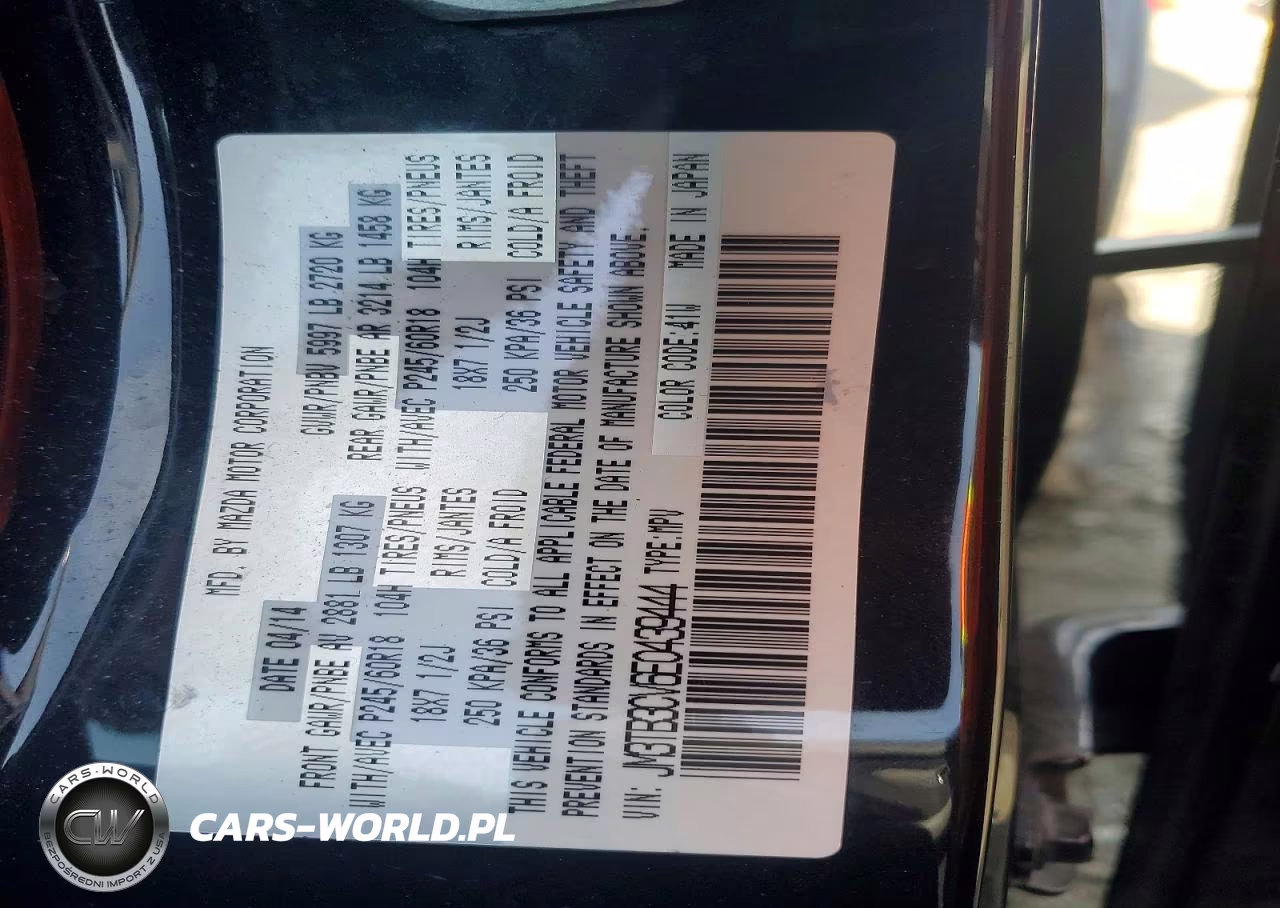 MFD. BY MAZDA MOTOR CORPORATION
DATE 04/14
GVWR/PNBV 5997 LB 2720 KG
FRONT GAWR/PNBE AV 2881 LB 1307 KG
REAR GAWR/PNBE AR 3214 LB 1458 KG
WITH/AVEC P245/60R18 104H TIRES/PNEUS
WITH/AVEC P245/60R18 104H TIRES/PNEUS
18X7 1/2J RIMS/JANTES
18X7 1/2J RIMS/JANTES
250 KPA/36 PSI COLD/A FROID
250 KPA/36 PSI COLD/A FROID
THIS VEHICLE CONFORMS TO ALL APPLICABLE FEDERAL MOTOR VEHICLE SAFETY AND THEFT
PREVENTION STANDARDS IN EFFECT ON THE DATE OF MANUFACTURE SHOWN ABOVE.
VIN: JM3TB3CV6E0439444 TYPE:MPV
COLOR CODE:41W MADE IN JAPAN
CARS-WORLD
CW
BEZPOŚREDNI IMPORT Z USA
CARS-WORLD.PL